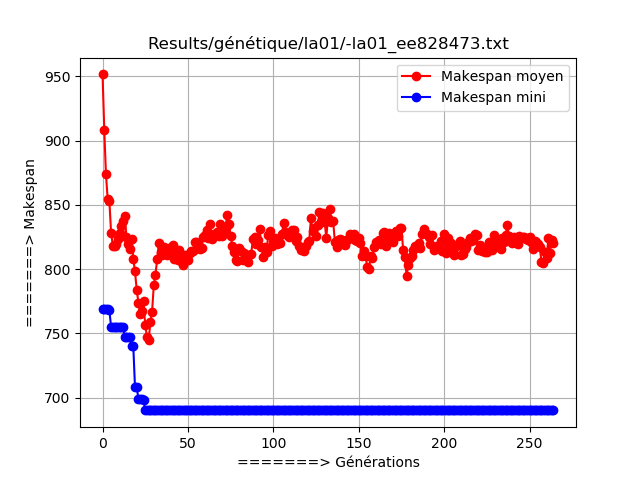 Results/génétique/la01/-la01_ee828473.txt
Makespan moyen
Makespan mini
=======> Makespan
950
900
850
800
750
700
0 50 100 150 200 250
=======> Générations